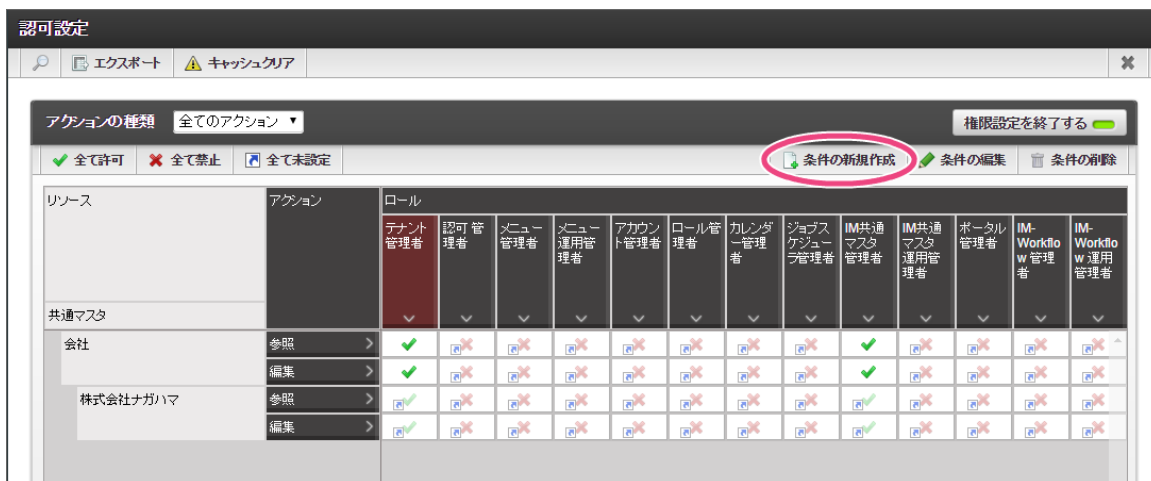 認可設定
エクスポート キャッシュクリア
アクションの種類 全てのアクション 権限設定を終了する
全て許可 全て禁止 全て未設定 条件の新規作成 条件の編集 条件の削除
リソース アクション ロール
テナント管理者
認可管理者
メニュー管理者
メニュー運用管理者
アカウント管理者
ロール管理者
カレンダー管理者
ジョブスケジューラ管理者
IM共通マスタ管理者
IM共通マスタ運用管理者
ポータル管理者
IM-Workflow 管理者
IM-Workflow 運用管理者
共通マスタ
会社 参照
編集
株式会社ナガハマ 参照
編集